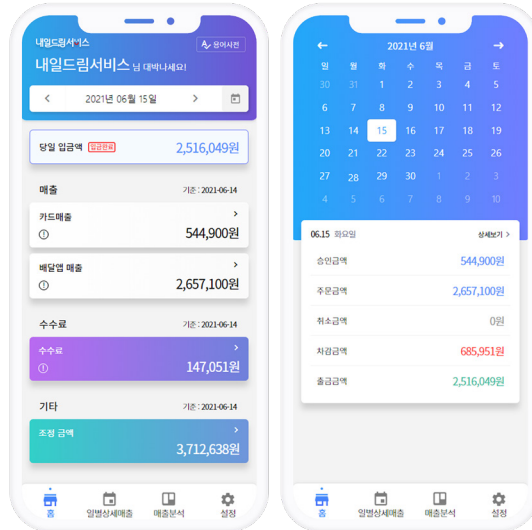 내일드림서비스
용어사전
내일드림서비스 님 대박나세요!
2021년 06월 15일
당일 입금액 입금완료 2,516,049원
매출 기준 : 2021-06-14
카드매출
544,900원
배달앱 매출
2,657,100원
수수료 기준 : 2021-06-14
수수료
147,051원
기타 기준 : 2021-06-14
조정 금액
3,712,638원
홈 일별상세매출 매출분석 설정
2021년 6월
일 월 화 수 목 금 토
30 31 1 2 3 4 5
6 7 8 9 10 11 12
13 14 15 16 17 18 19
20 21 22 23 24 25 26
27 28 29 30 1 2 3
4 5 6 7 8 9 10
06.15 화요일 상세보기 >
승인금액 544,900원
주문금액 2,657,100원
취소금액 0원
차감금액 685,951원
출금금액 2,516,049원
홈 일별상세매출 매출분석 설정